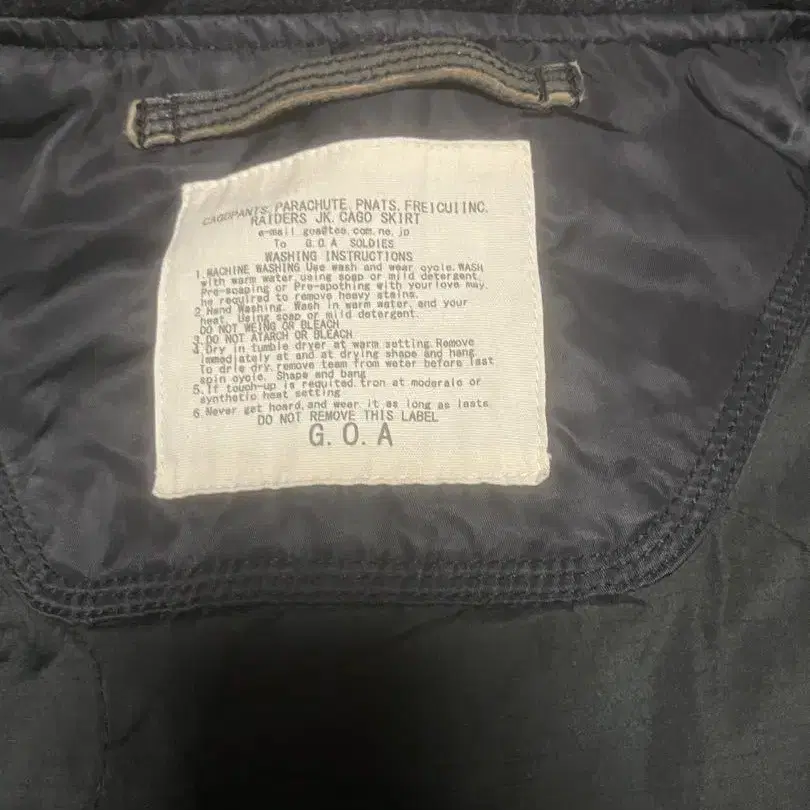 CAGOPANTS. PARACHUTE. PNATS. FREICUIINC.
RAIDERS JK. CAGO SKIRT
e-mail goa@tee.com.ne.jp
To G.O.A SOLDIES
WASHING INSTRUCTIONS
1. MACHINE WASHING Use wash and wear cycle. WASH
with warm water using soap or mild detergent.
Pre-soaping or Pre-spothing with your love may.
he required to remove heavy stains.
2. Hand Washing. Wash in warm water, and your
heat. Using soap or mild detergent.
DO NOT WEING OR BLEACH
3. DO NOT ATARCH OR BLEACH
4. Dry in tumble dryer at warm setting Remove
immediately at and at drying shape and hang
To drie dry. remove team from water before last
spin cycle. Shape and bang
5. If touch-up is requited tron at moderalc or
synthetic heat setting
6. Never get hoard, and wear it as long as lasts
DO NOT REMOVE THIS LABEL
G.O.A